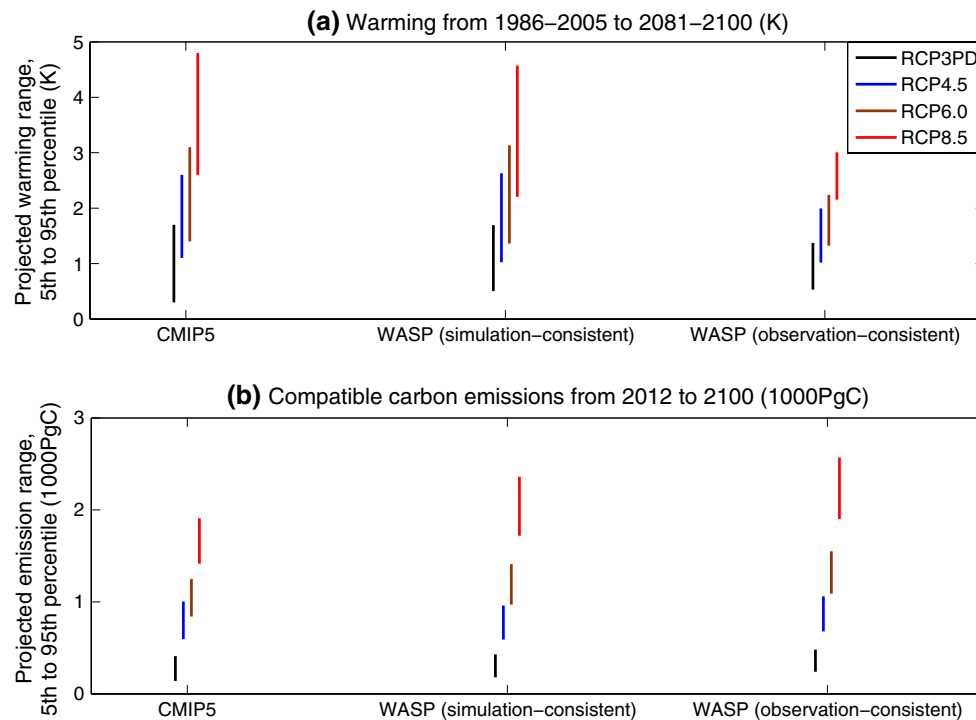 (a) Warming from 1986−2005 to 2081−2100 (K)
Projected warming range,
5th to 95th percentile (K)
5
4
3
2
1
0
RCP3PD
RCP4.5
RCP6.0
RCP8.5
CMIP5
WASP (simulation−consistent)
WASP (observation−consistent)
(b) Compatible carbon emissions from 2012 to 2100 (1000PgC)
Projected emission range,
5th to 95th percentile (1000PgC)
3
2
1
0
CMIP5
WASP (simulation−consistent)
WASP (observation−consistent)